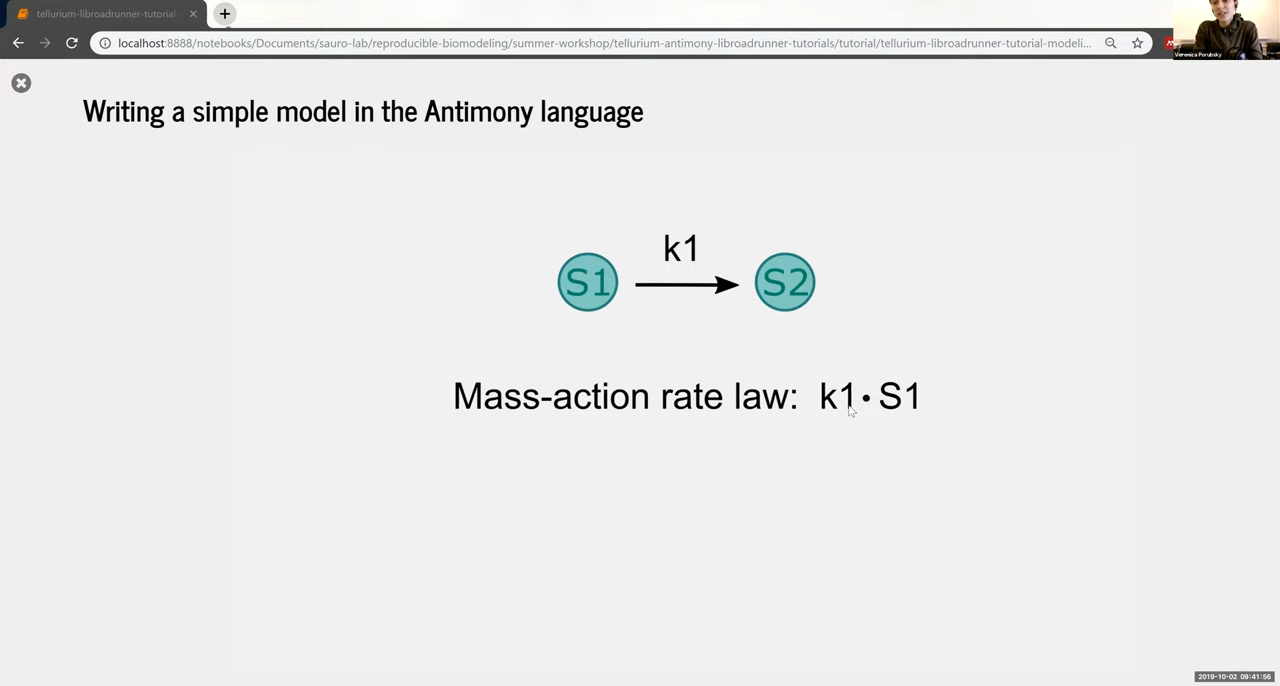 tellurium-libroadrunner-tutorial-
localhost:8888/notebooks/Documents/sauro-lab/reproducible-biomodeling/summer-workshop/tellurium-antimony-libroadrunner-tutorials/tutorial/tellurium-libroadrunner-tutorial-modeli...
Veronica Porubsky
Writing a simple model in the Antimony language
k1
S1 S2
Mass-action rate law: k1 • S1
2019-10-02 09:41:56